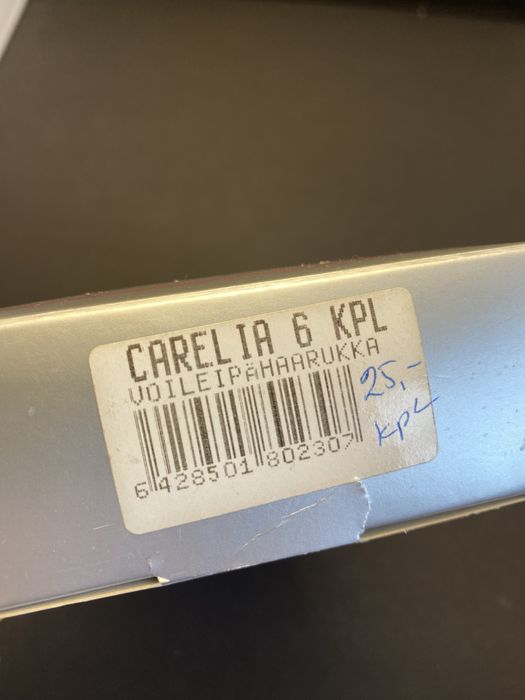 CARELIA 6 KPL
VOILEIPÄHAARUKKA
25,-
KPL
6 428501 802307